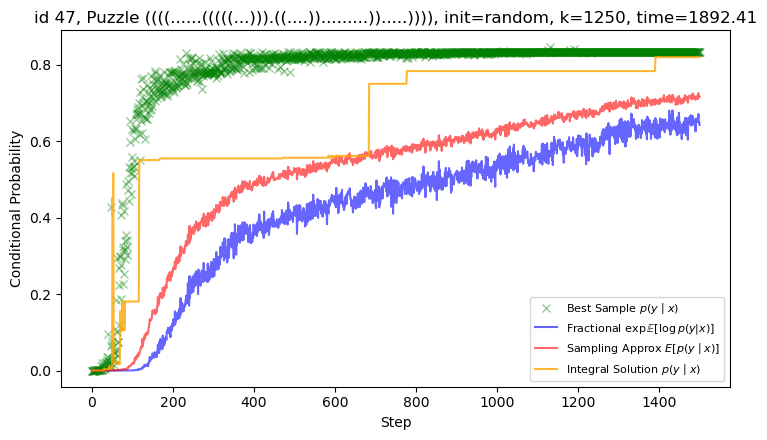 id 47, Puzzle ((((......(((((...))).((....)).........)).....)))), init=random, k=1250, time=1892.41
Conditional Probability
0.8
0.6
0.4
0.2
0.0
0 200 400 600 800 1000 1200 1400
Step
Best Sample p(y | x)
Fractional exp 𝔼[log p(y|x)]
Sampling Approx E[p(y | x)]
Integral Solution p(y | x)